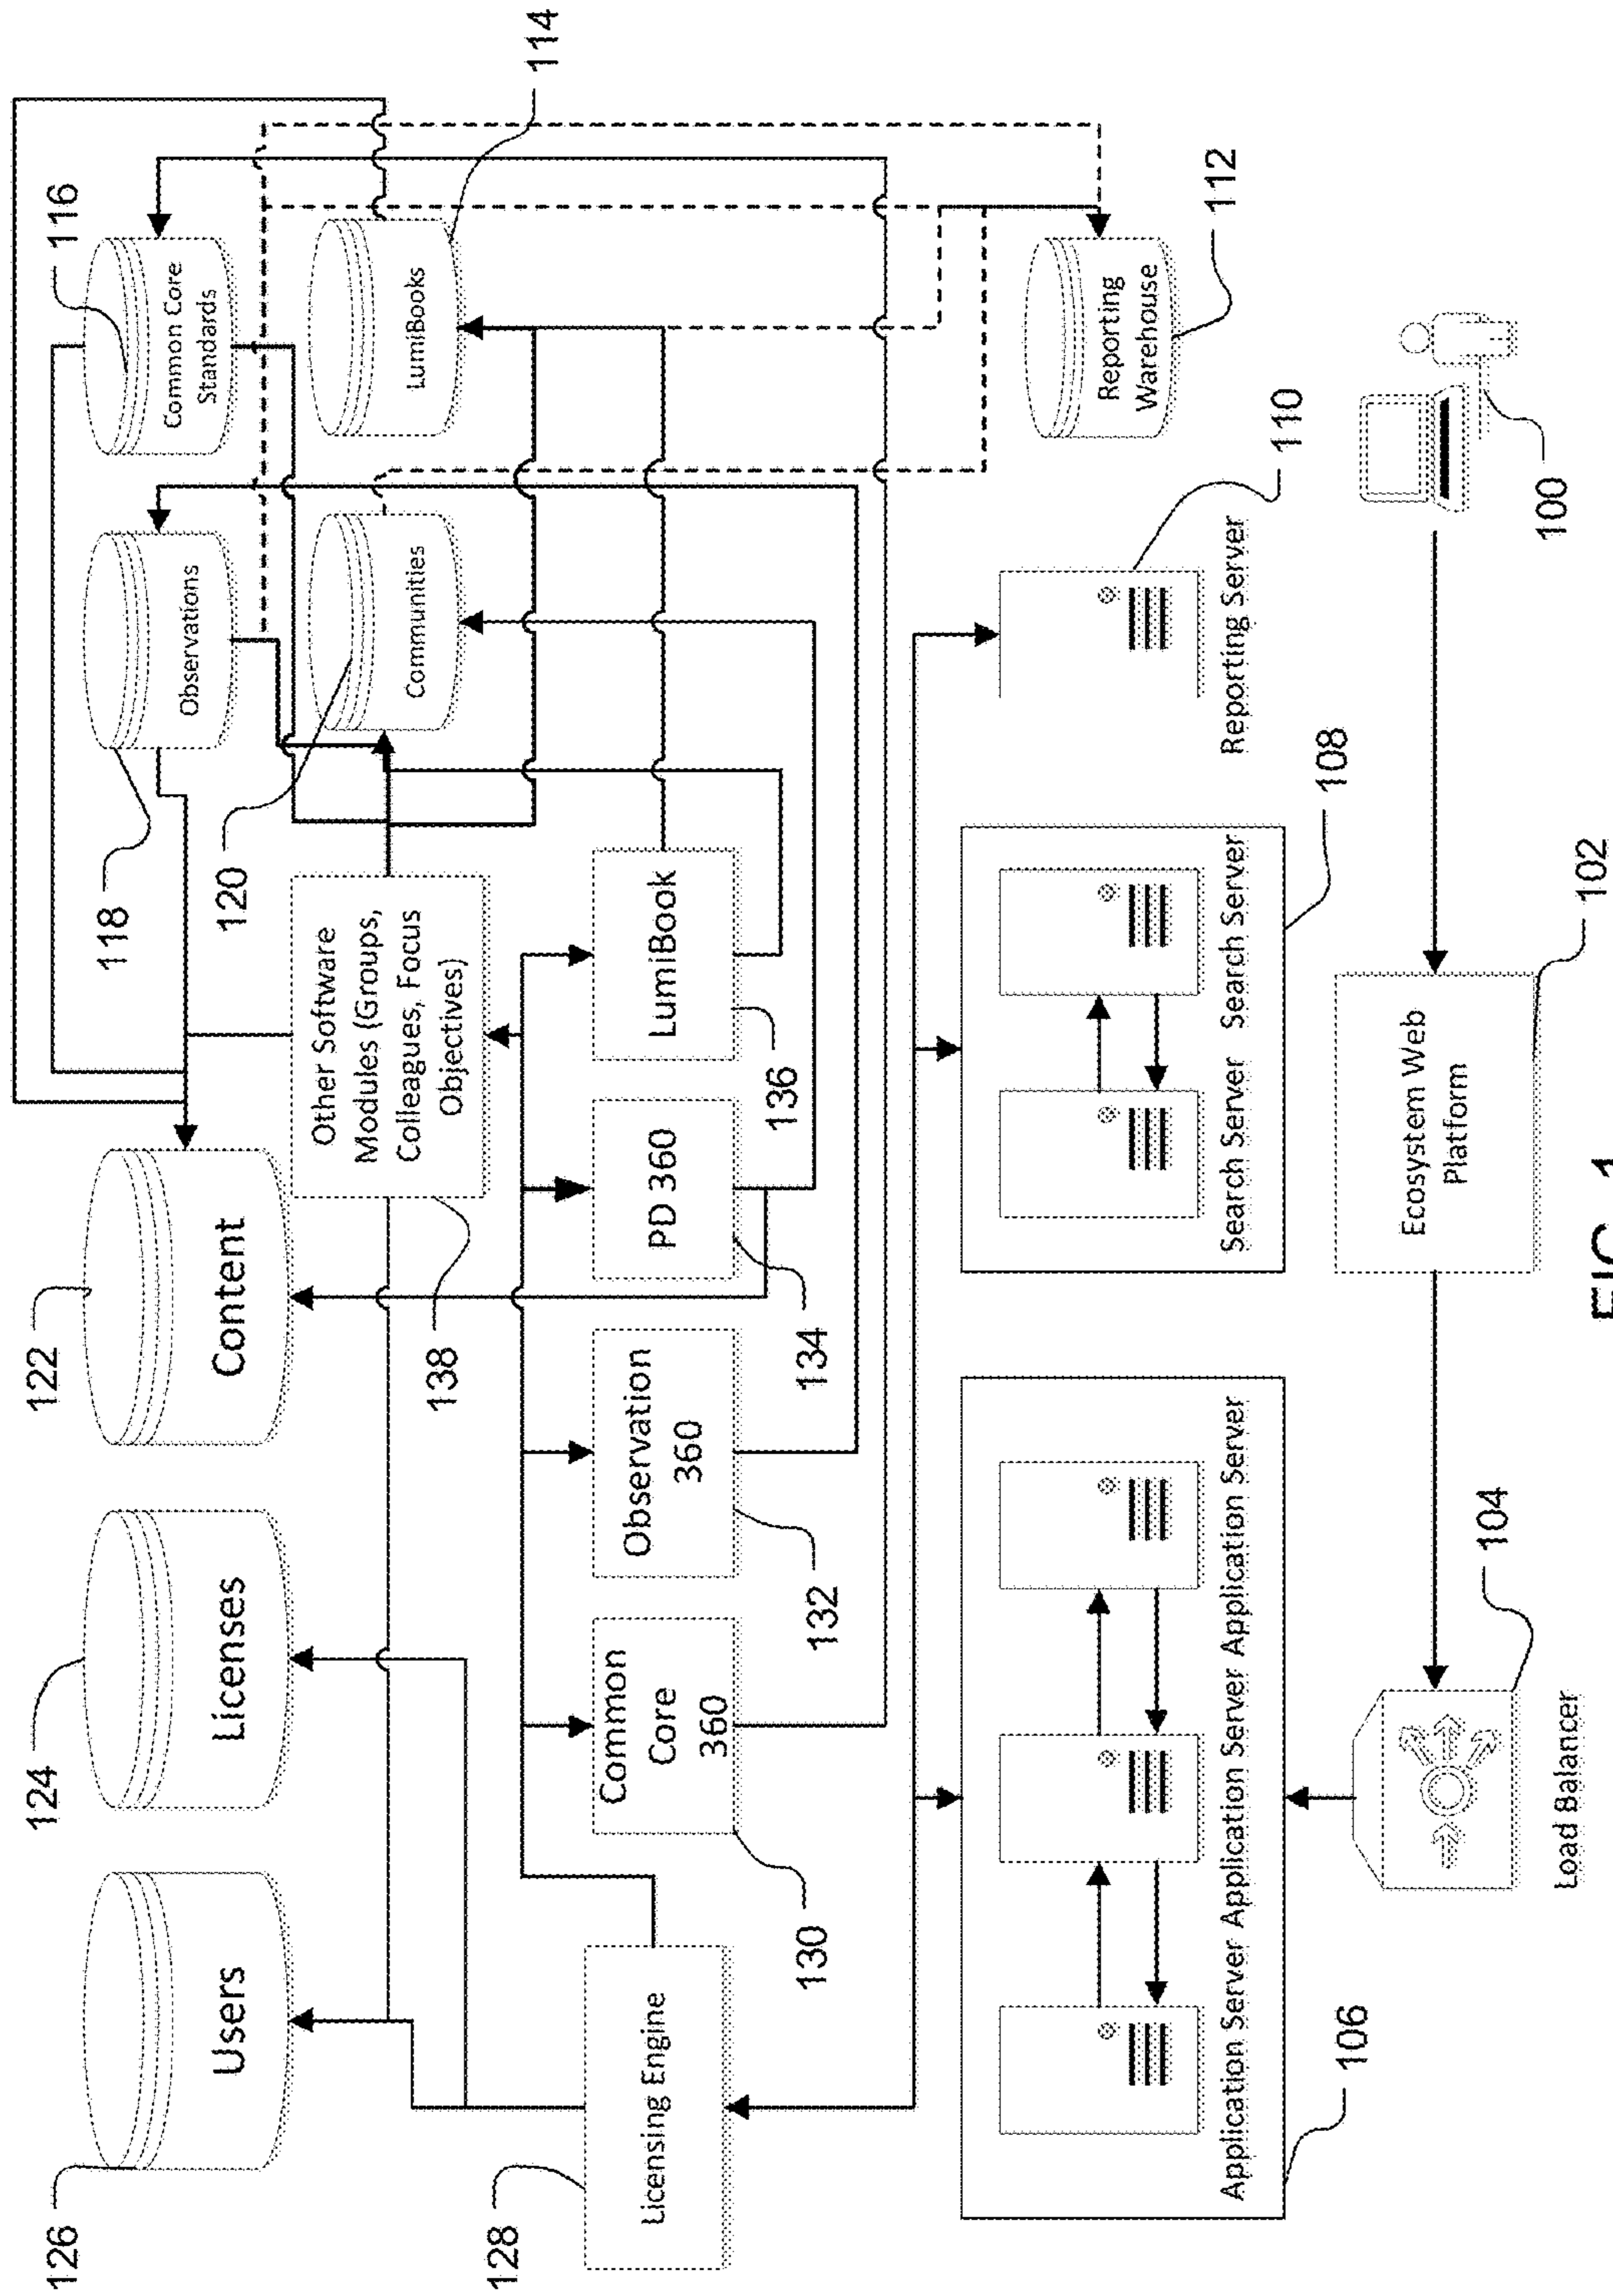 126
124
122
118
116
Users
Licenses
Content
Observations
Common Core
Standards
120
114
Communities
LumiBooks
138
Other Software
Modules (Groups,
Colleagues, Focus
Objectives)
128
Licensing Engine
Common
Core
360
Observation
360
PD 360
LumiBook
130
132
134
136
Reporting
Warehouse
112
110
Application Server
Application Server
Application Server
Search Server
Search Server
Reporting Server
106
108
104
Load Balancer
Ecosystem Web
Platform
102
100
FIG. 1